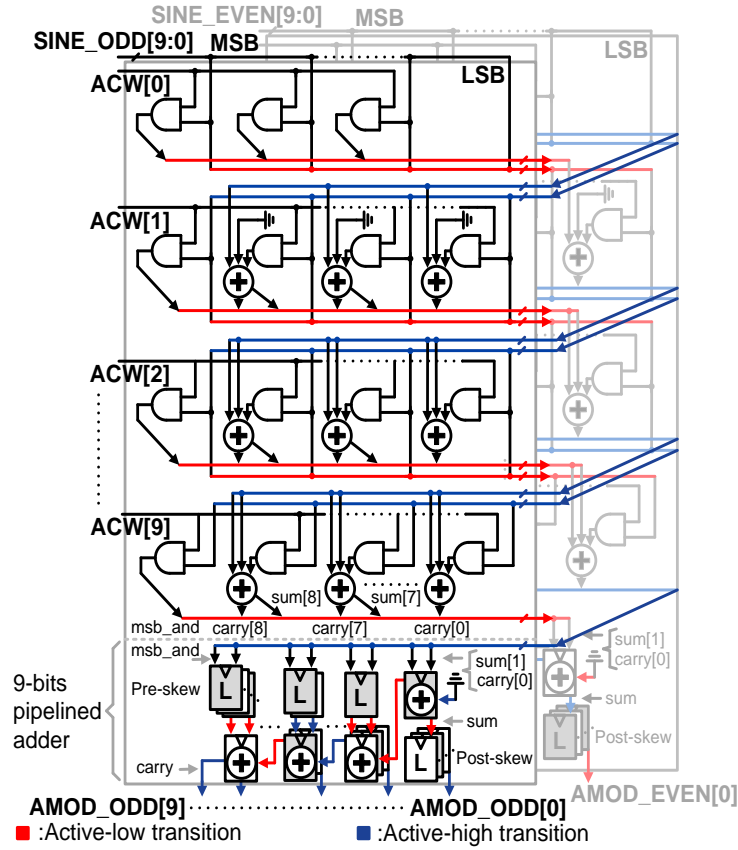 SINE_EVEN[9:0]
MSB
SINE_ODD[9:0] MSB
LSB
LSB
ACW[0]
ACW[1]
ACW[2]
ACW[9]
sum[8]
sum[7]
msb_and
carry[8]
carry[7]
carry[0]
msb_and
sum[1]
carry[0]
sum[1]
carry[0]
9-bits
pipelined
adder
Pre-skew
L
L
L
sum
sum
L
Post-skew
L
Post-skew
carry
AMOD_ODD[9]
AMOD_ODD[0]
AMOD_EVEN[0]
:Active-low transition
:Active-high transition